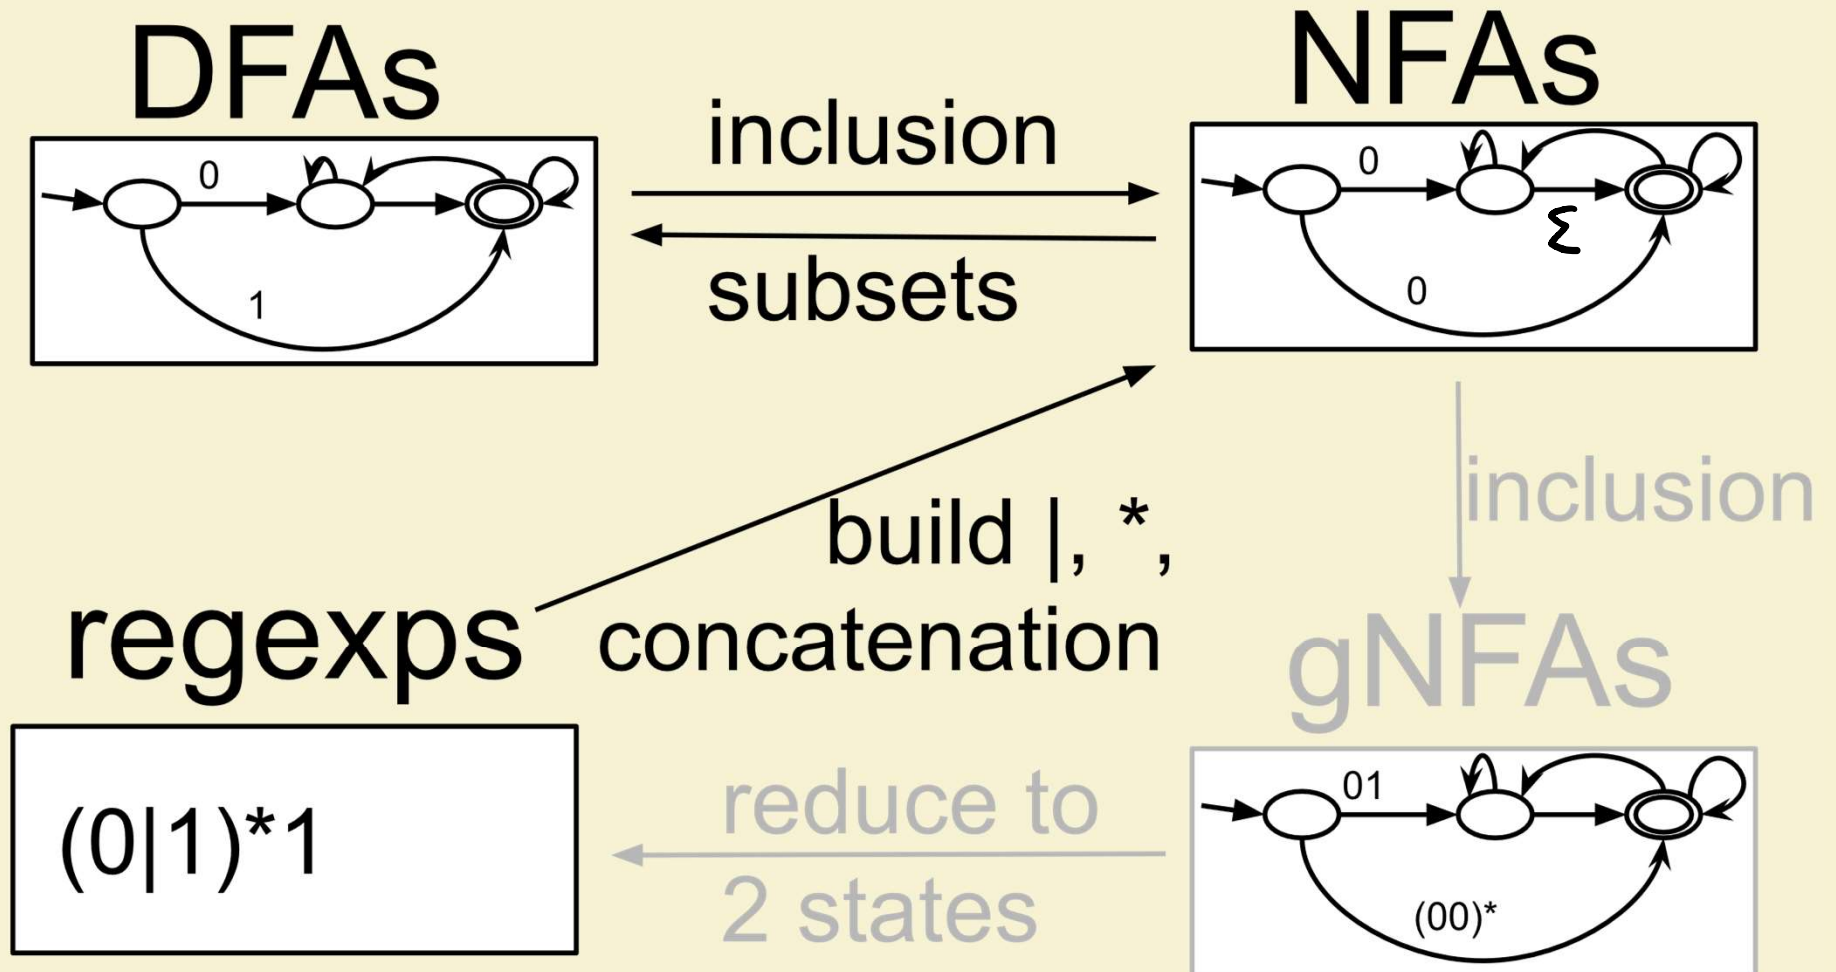 DFAs
NFAs
0
1
inclusion
subsets
0
ε
0
build |, *,
concatenation
inclusion
regexps
(0|1)*1
gNFAs
reduce to
2 states
01
(00)*